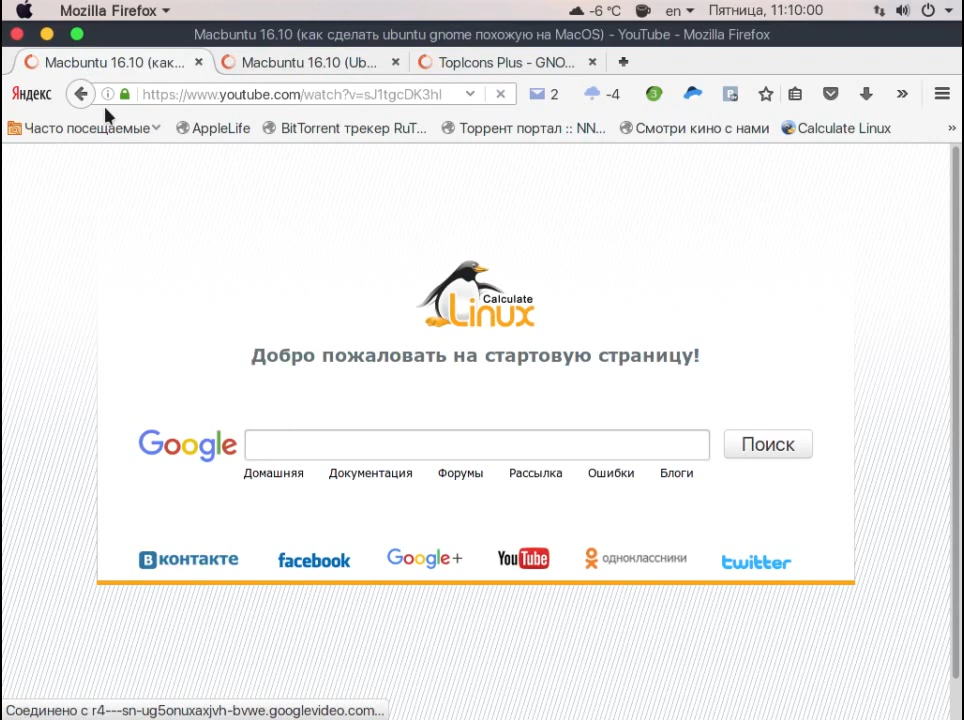 Mozilla Firefox
-6 °C
en
Пятница, 11:10:00
Macbuntu 16.10 (как сделать ubuntu gnome похожую на MacOS) - YouTube - Mozilla Firefox
Macbuntu 16.10 (как...
Macbuntu 16.10 (Ub...
TopIcons Plus - GNO...
Яндекс
https://www.youtube.com/watch?v=sJ1tgcDK3hI
2
-4
3
Часто посещаемые
AppleLife
BitTorrent трекер RuT...
Торрент портал :: NN...
Смотри кино с нами
Calculate Linux
Calculate
Linux
Добро пожаловать на стартовую страницу!
Google
Поиск
Домашняя
Документация
Форумы
Рассылка
Ошибки
Блоги
В контакте
facebook
Google+
YouTube
одноклассники
twitter
Соединено с r4---sn-ug5onuxaxjvh-bvwe.googlevideo.com...